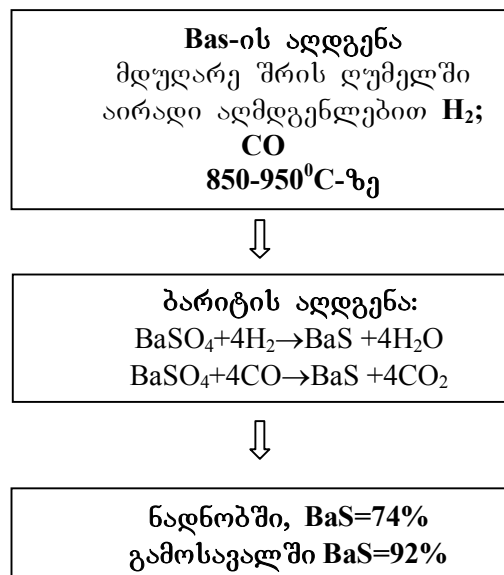 Bas-ის აღდგენა
მდუღარე შრის ღუმელში
აირადი აღმდგენლებით H₂;
CO
850-950⁰C-ზე
ბარიტის აღდგენა:
BaSO₄+4H₂→BaS +4H₂O
BaSO₄+4CO→BaS +4CO₂
ნადნობში, BaS=74%
გამოსავალში BaS=92%